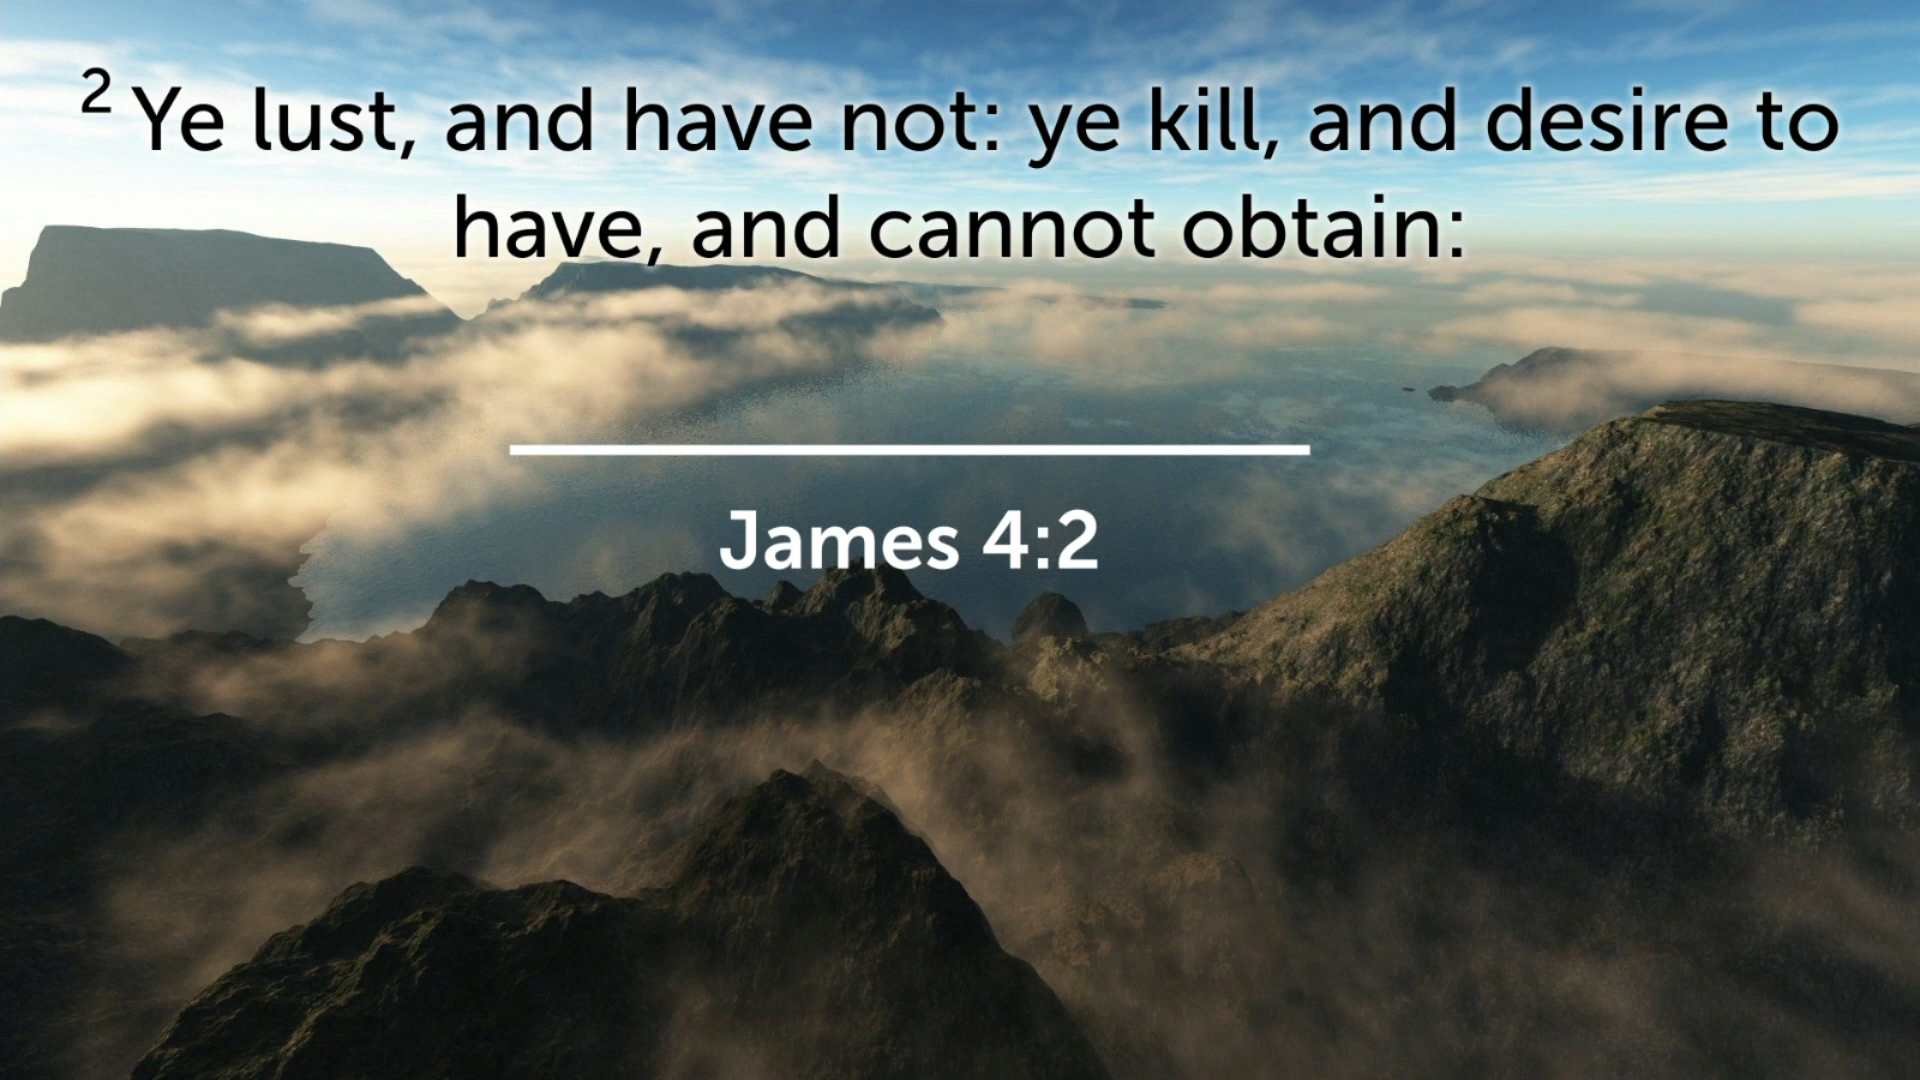 2 Ye lust, and have not: ye kill, and desire to
have, and cannot obtain:
James 4:2